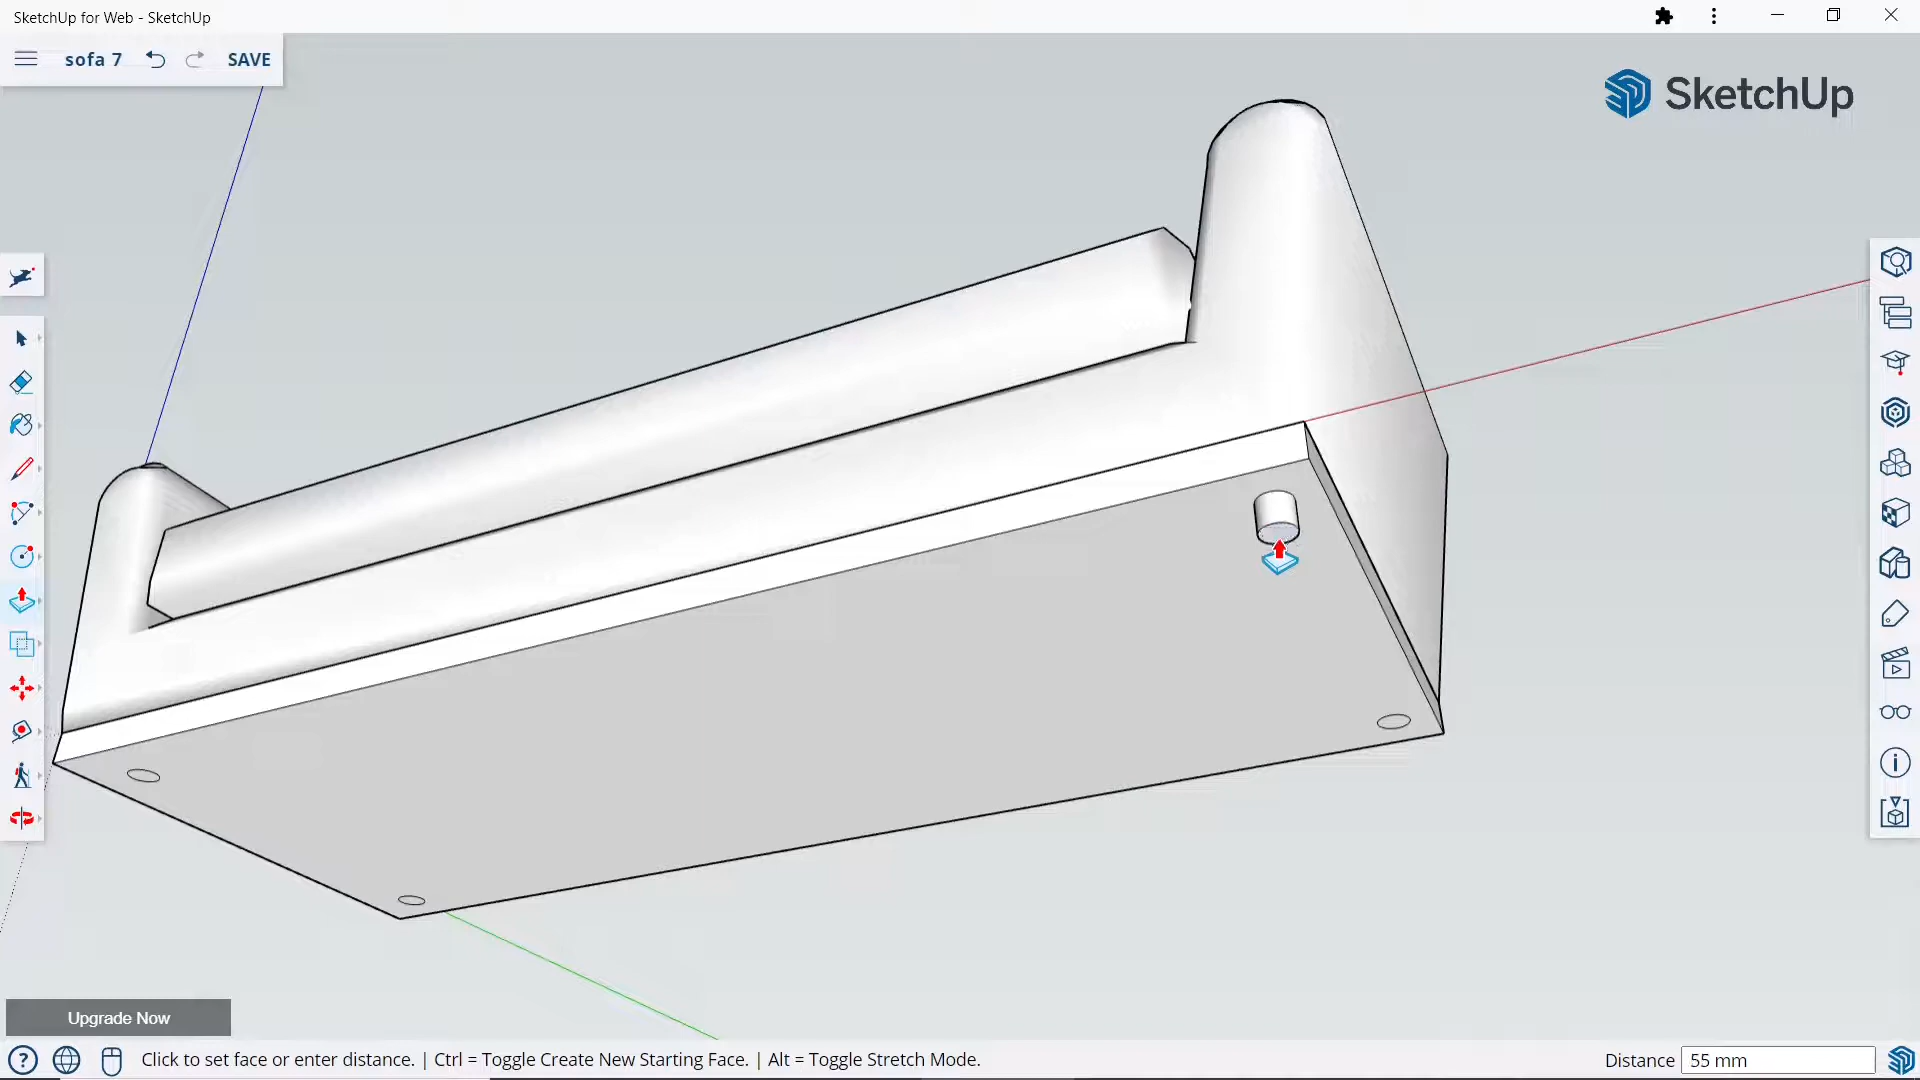 SketchUp for Web - SketchUp
sofa 7 SAVE
SketchUp
Upgrade Now
Click to set face or enter distance. | Ctrl = Toggle Create New Starting Face. | Alt = Toggle Stretch Mode.
Distance 55 mm